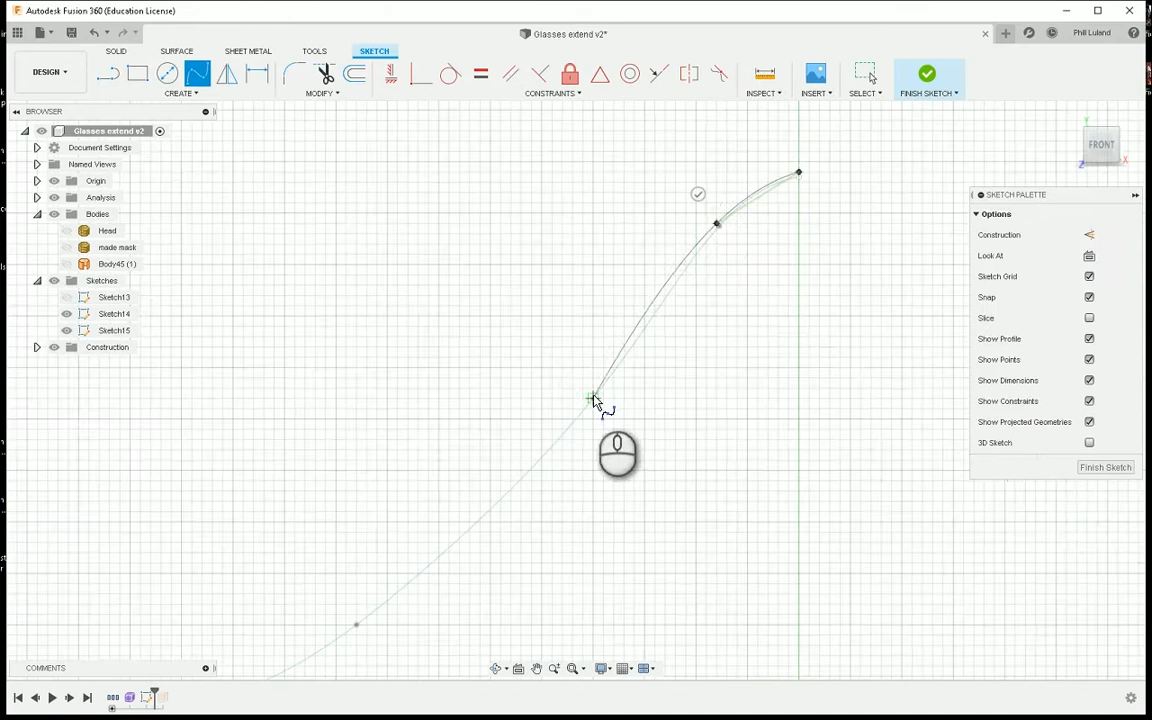 Autodesk Fusion 360 (Education License)
Glasses extend v2*
Phill Luland
DESIGN
SOLID
SURFACE
SHEET METAL
TOOLS
SKETCH
CREATE
MODIFY
CONSTRAINTS
INSPECT
INSERT
SELECT
FINISH SKETCH
BROWSER
Glasses extend v2
Document Settings
Named Views
Origin
Analysis
Bodies
Head
made mask
Body45 (1)
Sketches
Sketch13
Sketch14
Sketch15
Construction
Y
FRONT
X
Z
SKETCH PALETTE
Options
Construction
Look At
Sketch Grid
Snap
Slice
Show Profile
Show Points
Show Dimensions
Show Constraints
Show Projected Geometries
3D Sketch
Finish Sketch
COMMENTS